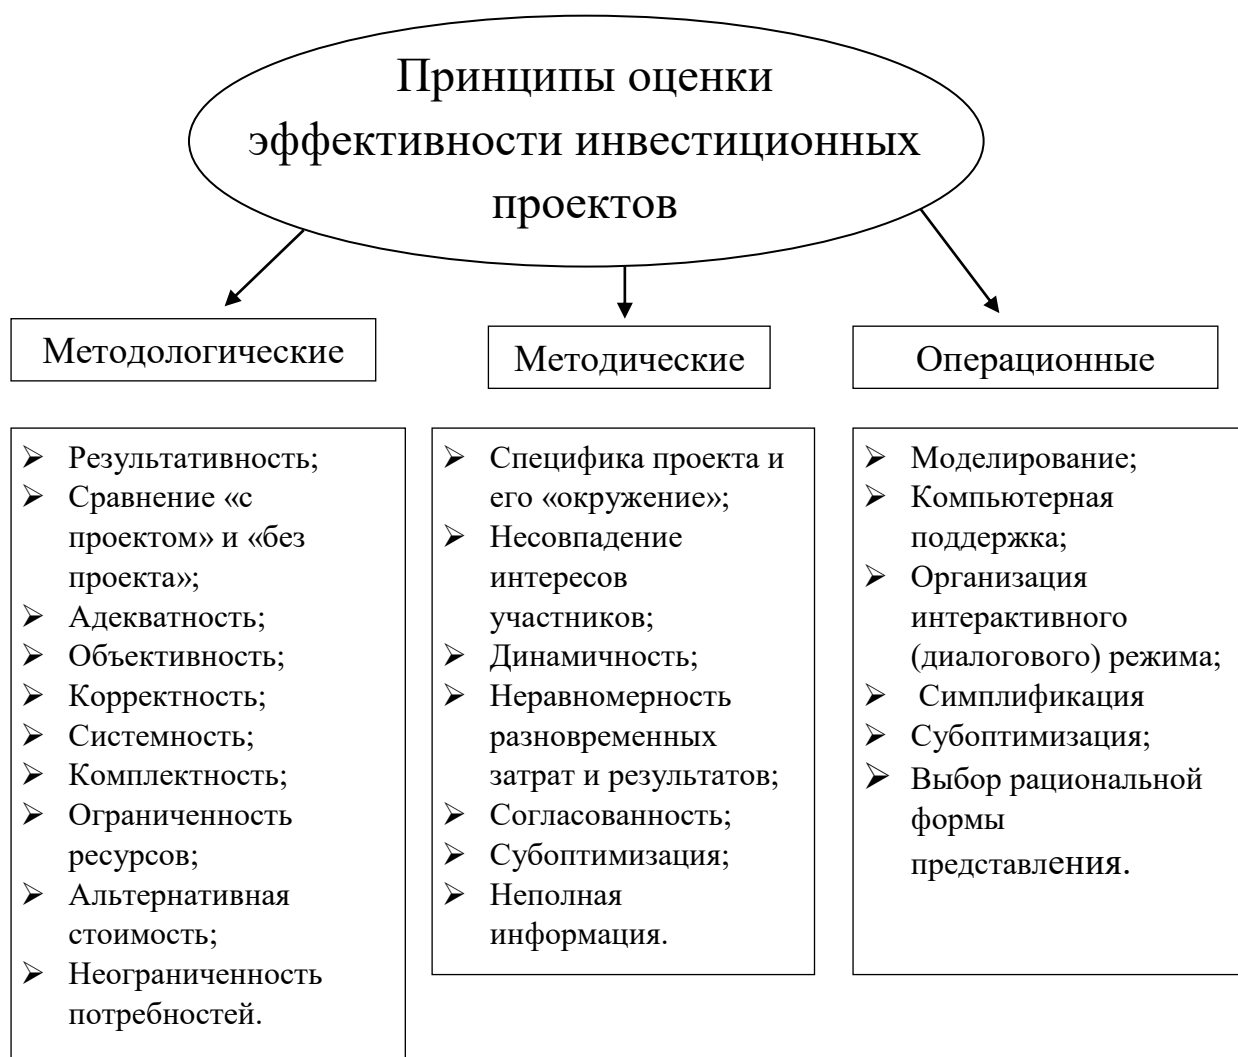 Принципы оценки
эффективности инвестиционных
проектов
Методологические
Методические
Операционные
➢ Результативность;
➢ Сравнение «с
проектом» и «без
проекта»;
➢ Адекватность;
➢ Объективность;
➢ Корректность;
➢ Системность;
➢ Комплектность;
➢ Ограниченность
ресурсов;
➢ Альтернативная
стоимость;
➢ Неограниченность
потребностей.
➢ Специфика проекта и
его «окружение»;
➢ Несовпадение
интересов
участников;
➢ Динамичность;
➢ Неравномерность
разновременных
затрат и результатов;
➢ Согласованность;
➢ Субоптимизация;
➢ Неполная
информация.
➢ Моделирование;
➢ Компьютерная
поддержка;
➢ Организация
интерактивного
(диалогового) режима;
➢ Симплификация
➢ Субоптимизация;
➢ Выбор рациональной
формы
представления.